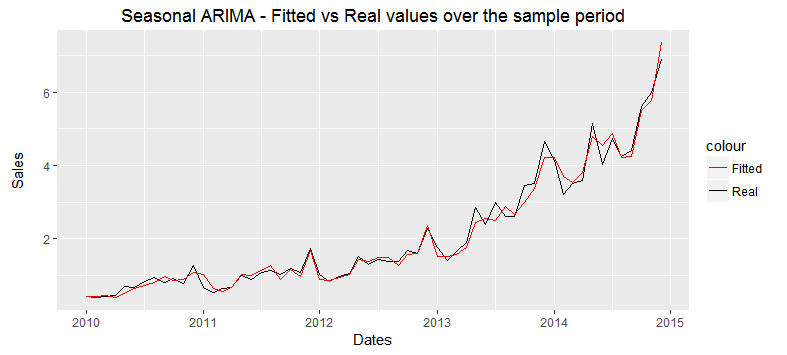 Seasonal ARIMA - Fitted vs Real values over the sample period
Sales
6
4
2
2010 2011 2012 2013 2014 2015
Dates
colour
Fitted
Real